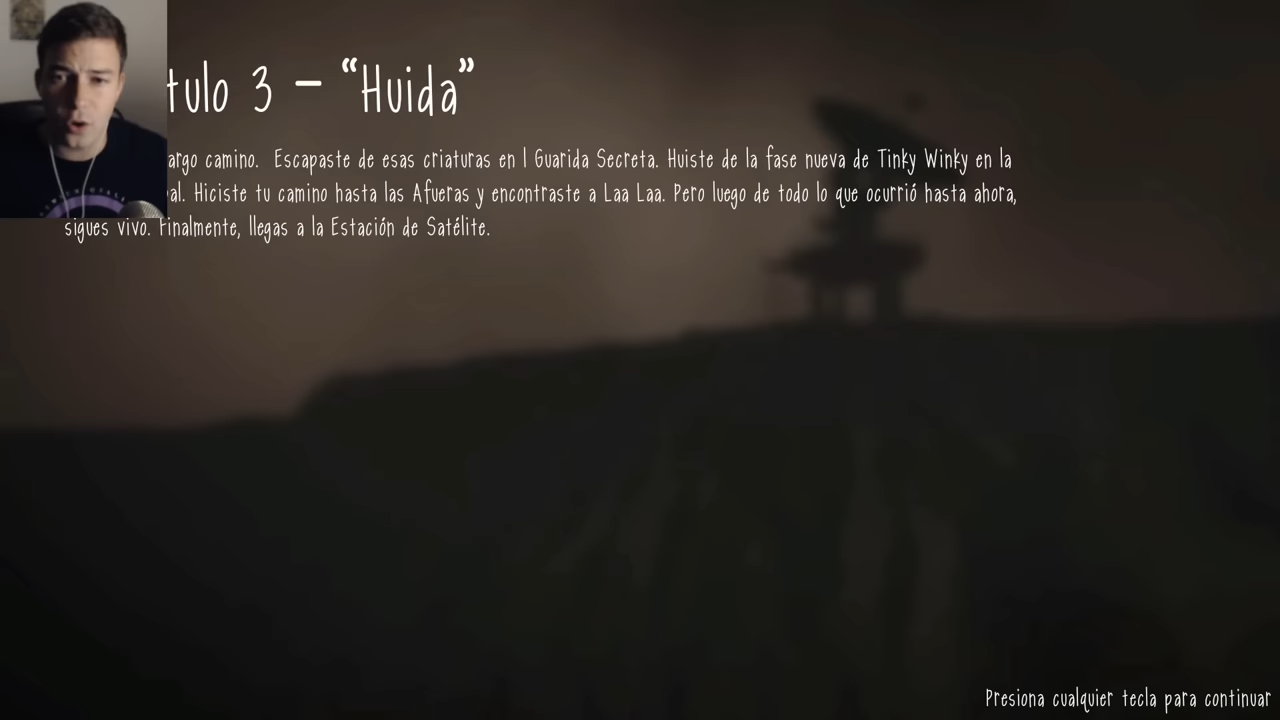 tulo 3 – “Huida”
argo camino. Escapaste de esas criaturas en l Guarida Secreta. Huiste de la fase nueva de Tinky Winky en la
al. Hiciste tu camino hasta las Afueras y encontraste a Laa Laa. Pero luego de todo lo que ocurrió hasta ahora,
sigues vivo. Finalmente, llegas a la Estación de Satélite.
Presiona cualquier tecla para continuar